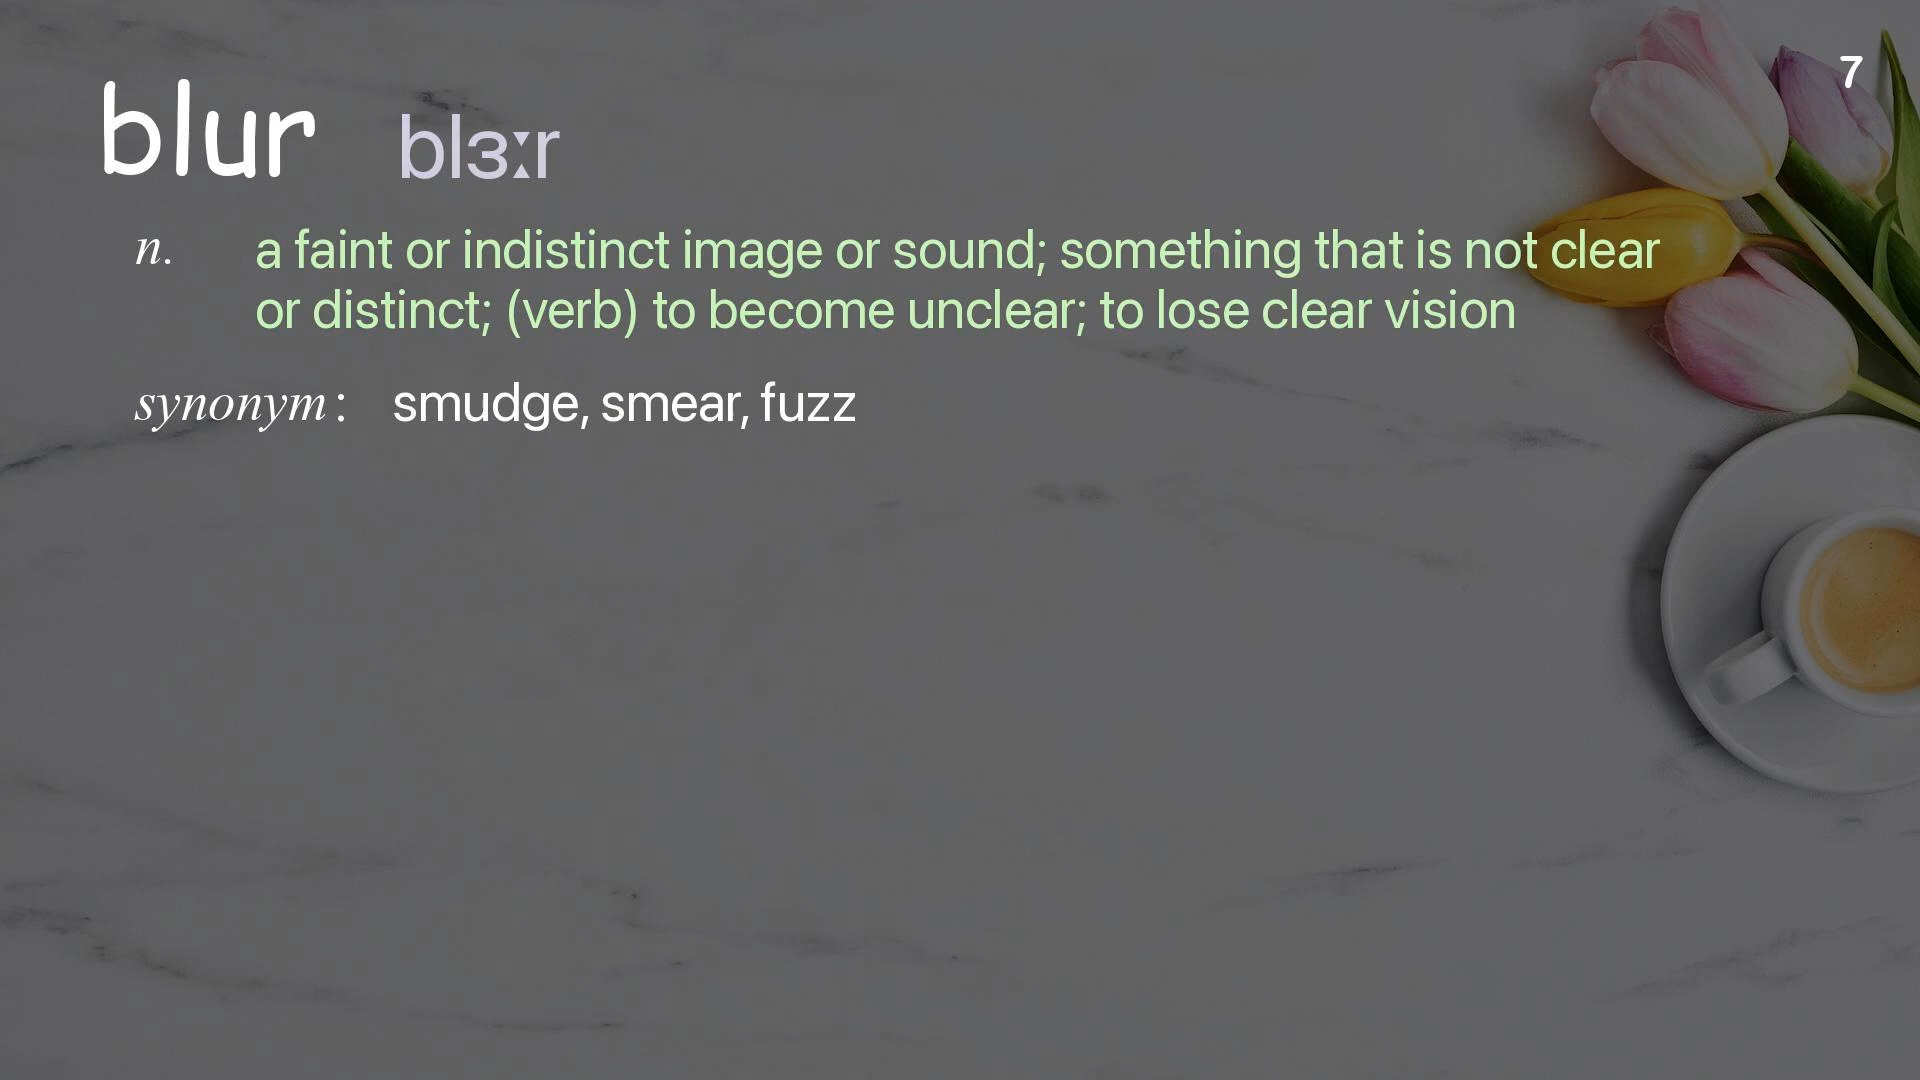 7
blur blɜːr
n. a faint or indistinct image or sound; something that is not clear
or distinct; (verb) to become unclear; to lose clear vision
synonym: smudge, smear, fuzz